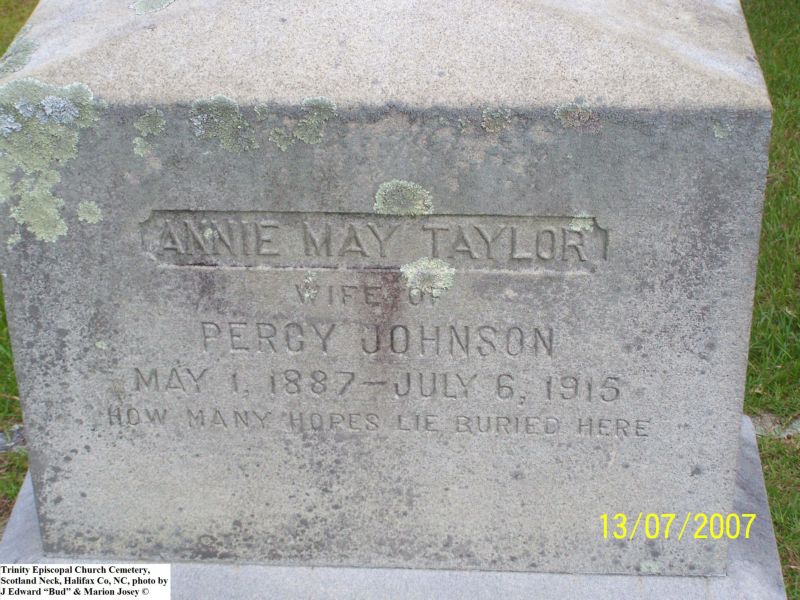 ANNIE MAY TAYLOR
WIFE OF
PERCY JOHNSON
MAY 1, 1887 – JULY 6, 1915
HOW MANY HOPES LIE BURIED HERE
13/07/2007
Trinity Episcopal Church Cemetery,
Scotland Neck, Halifax Co, NC, photo by
J Edward “Bud” & Marion Josey ©